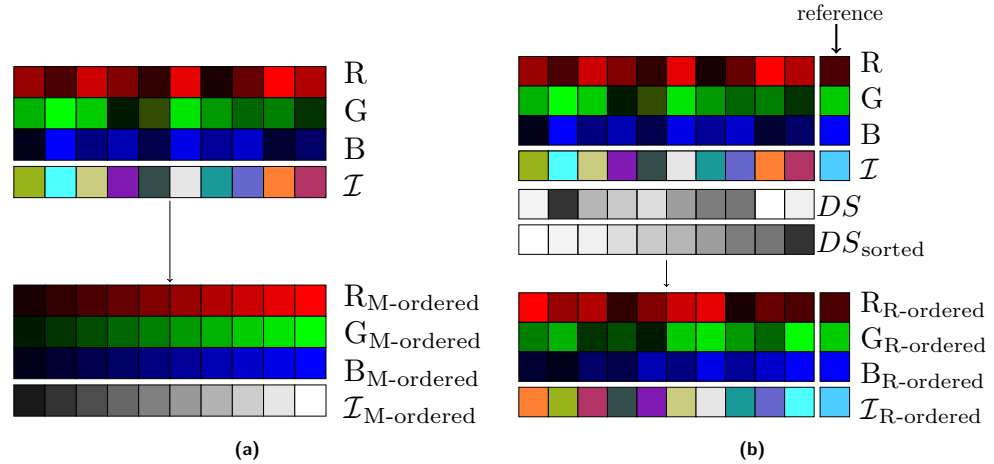 reference
R
G
B
ℐ
R_M-ordered
G_M-ordered
B_M-ordered
ℐ_M-ordered
(a)
R
G
B
ℐ
DS
DS_sorted
R_R-ordered
G_R-ordered
B_R-ordered
ℐ_R-ordered
(b)